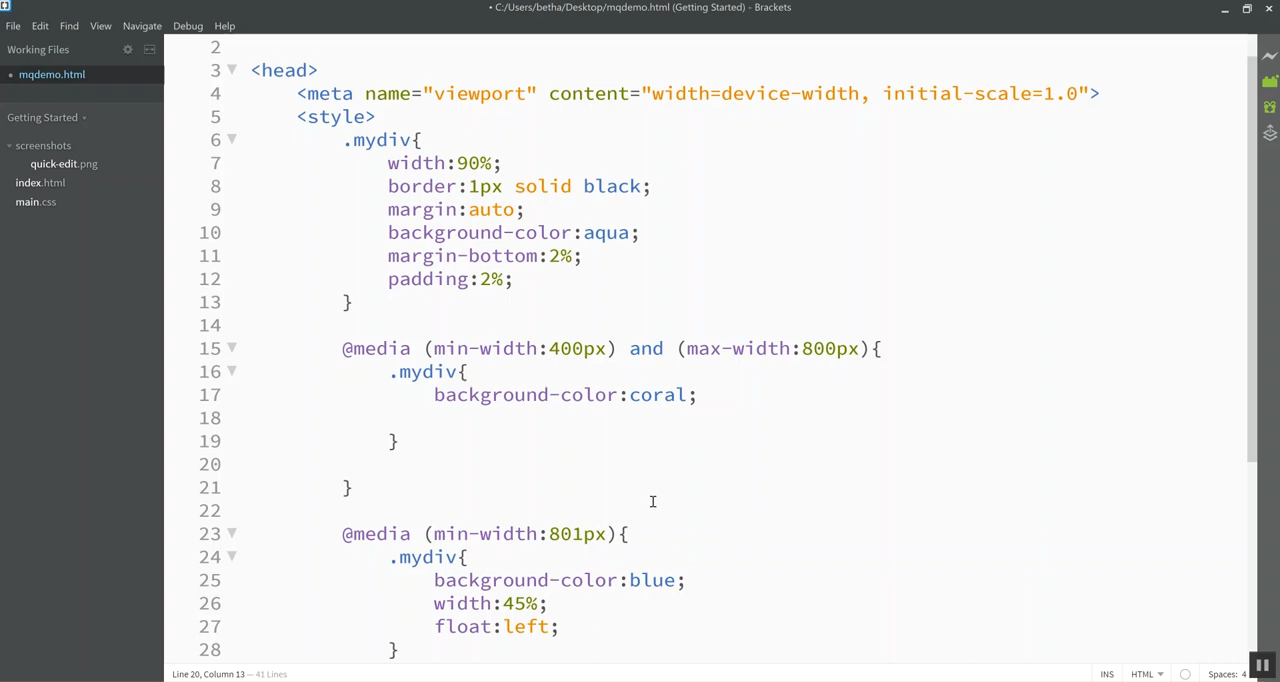 • C:/Users/betha/Desktop/mqdemo.html (Getting Started) - Brackets
File Edit Find View Navigate Debug Help
Working Files
• mqdemo.html
Getting Started
screenshots
quick-edit.png
index.html
main.css
2
3 <head>
4 <meta name="viewport" content="width=device-width, initial-scale=1.0">
5 <style>
6 .mydiv{
7 width:90%;
8 border:1px solid black;
9 margin:auto;
10 background-color:aqua;
11 margin-bottom:2%;
12 padding:2%;
13 }
14
15 @media (min-width:400px) and (max-width:800px){
16 .mydiv{
17 background-color:coral;
18
19 }
20
21 }
22
23 @media (min-width:801px){
24 .mydiv{
25 background-color:blue;
26 width:45%;
27 float:left;
28 }
Line 20, Column 13 — 41 Lines
INS HTML Spaces: 4